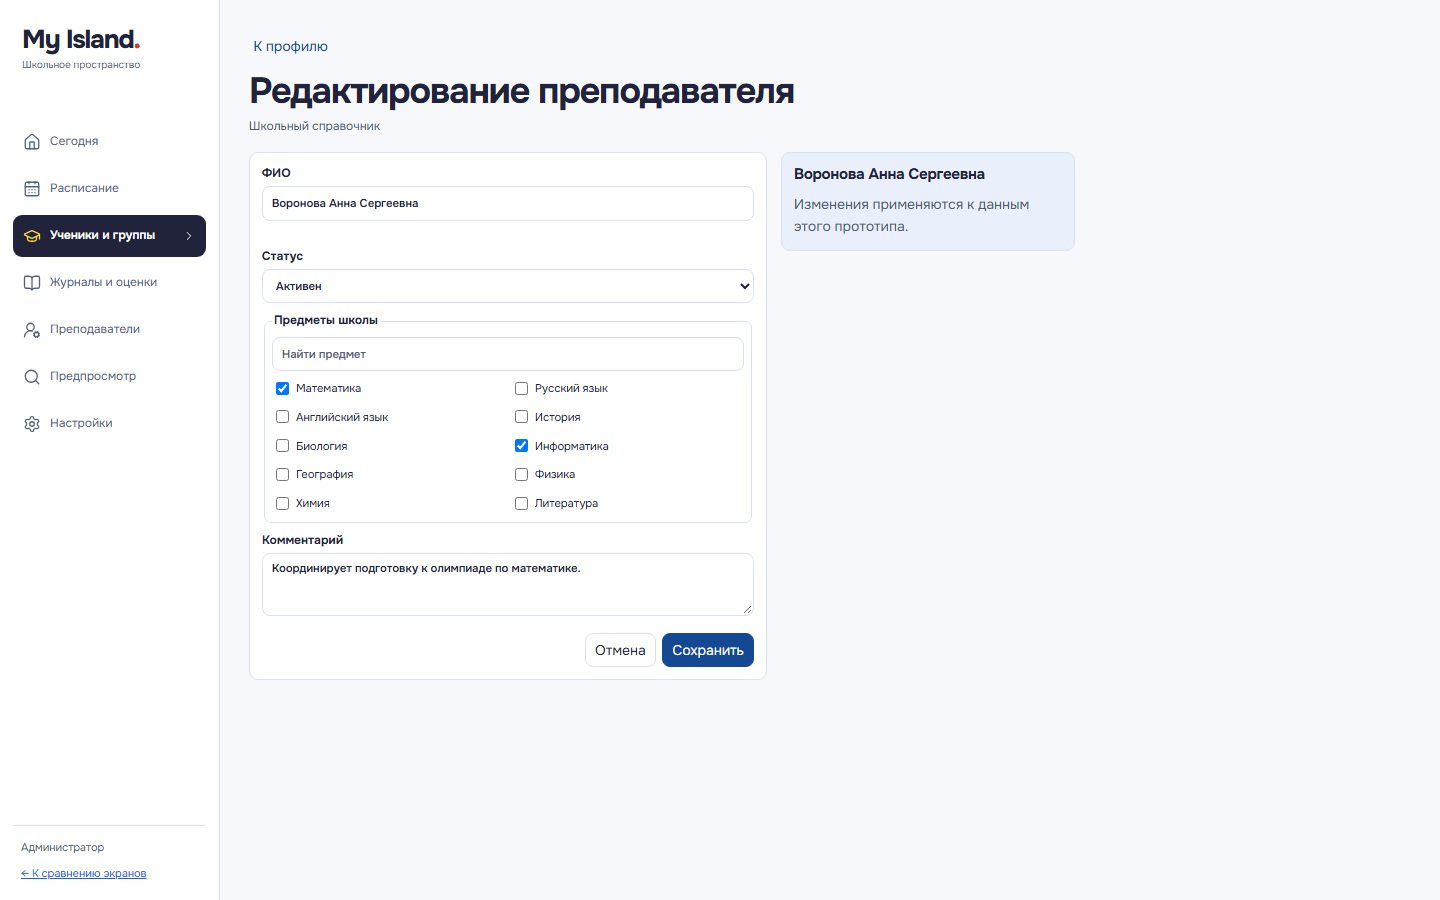 My Island.
Школьное пространство
Сегодня
Расписание
Ученики и группы
Журналы и оценки
Преподаватели
Предпросмотр
Настройки
Администратор
← К сравнению экранов
К профилю
Редактирование преподавателя
Школьный справочник
ФИО
Воронова Анна Сергеевна
Статус
Активен
Предметы школы
Найти предмет
Математика
Русский язык
Английский язык
История
Биология
Информатика
География
Физика
Химия
Литература
Комментарий
Координирует подготовку к олимпиаде по математике.
Отмена
Сохранить
Воронова Анна Сергеевна
Изменения применяются к данным
этого прототипа.